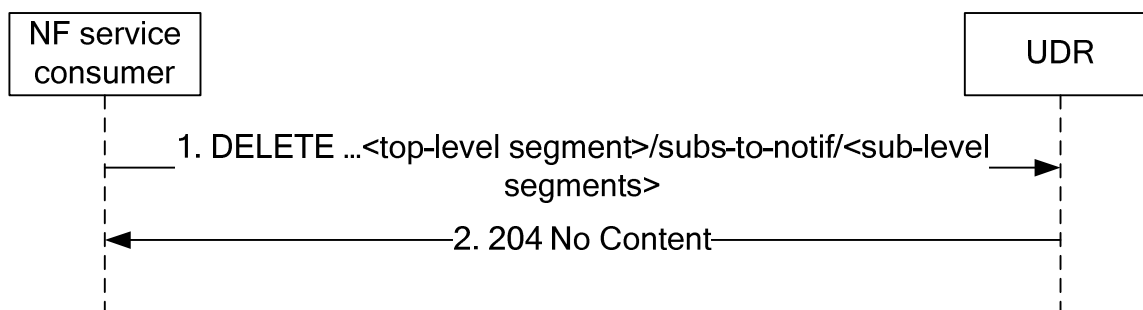 NF service
consumer
UDR
1. DELETE ...<top-level segment>/subs-to-notif/<sub-level
segments>
2. 204 No Content